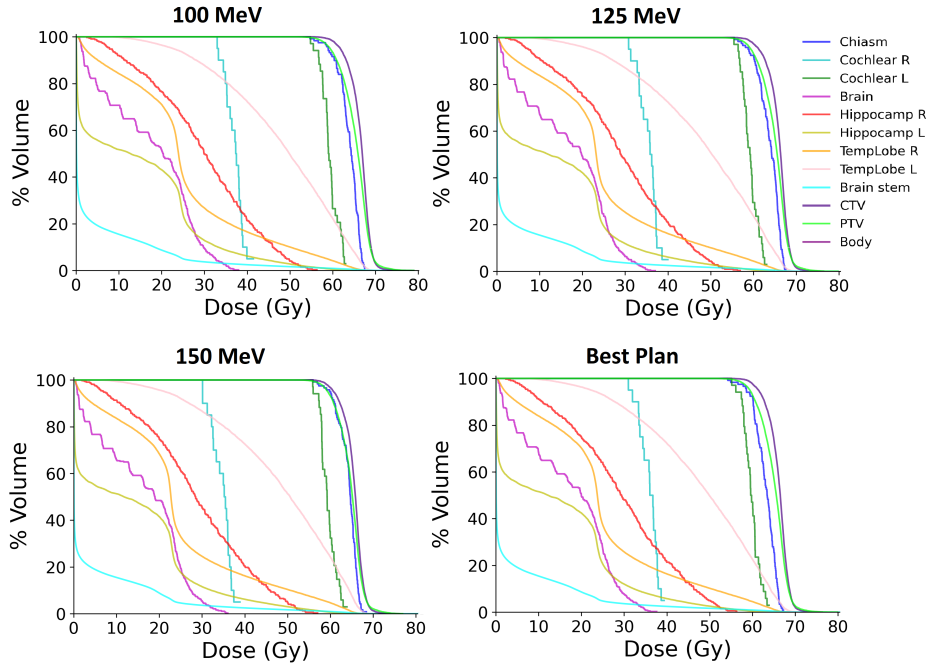 100 MeV
125 MeV
100
80
60
40
20
0
% Volume
0 10 20 30 40 50 60 70 80
Dose (Gy)
100
80
60
40
20
0
% Volume
0 10 20 30 40 50 60 70 80
Dose (Gy)
Chiasm
Cochlear R
Cochlear L
Brain
Hippocamp R
Hippocamp L
TempLobe R
TempLobe L
Brain stem
CTV
PTV
Body
150 MeV
Best Plan
100
80
60
40
20
0
% Volume
0 10 20 30 40 50 60 70 80
Dose (Gy)
100
80
60
40
20
0
% Volume
0 10 20 30 40 50 60 70 80
Dose (Gy)